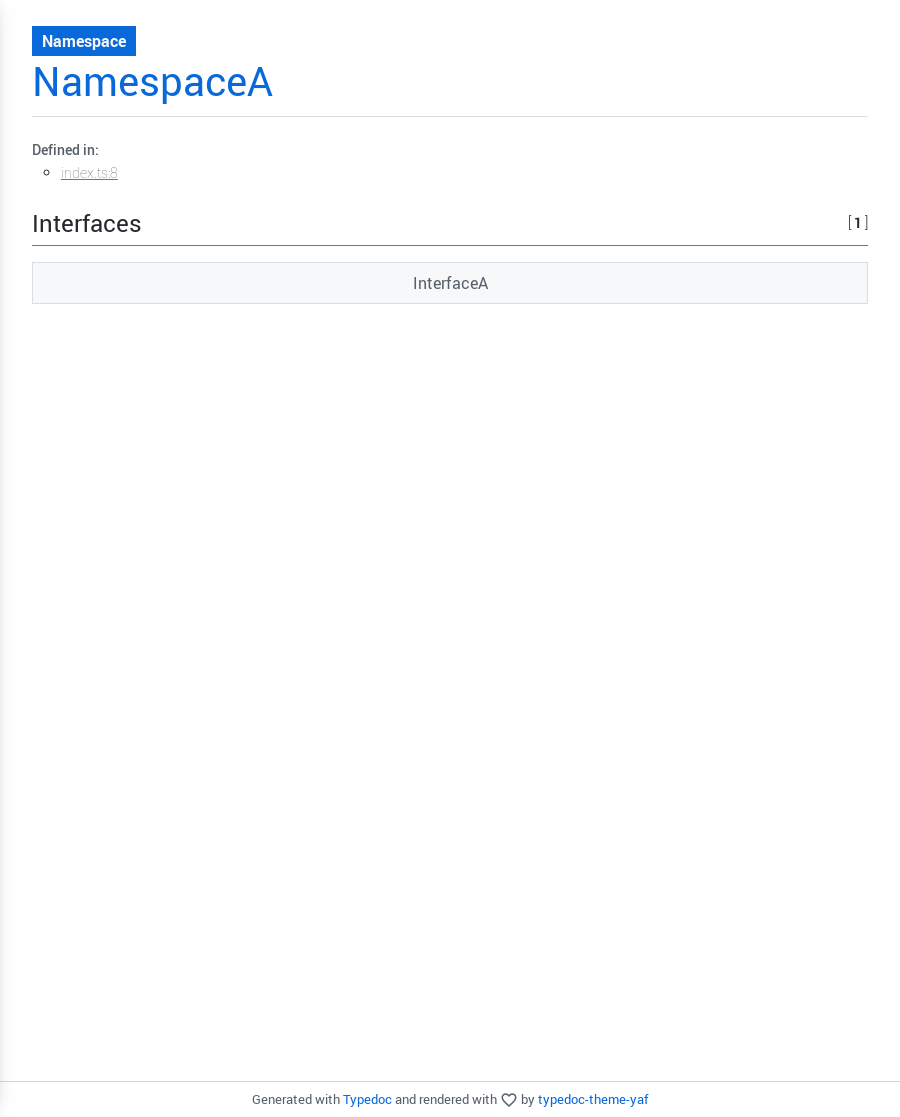 Namespace
NamespaceA
Defined in:
index.ts:8
Interfaces [ 1 ]
InterfaceA
Generated with Typedoc and rendered with by typedoc-theme-yaf